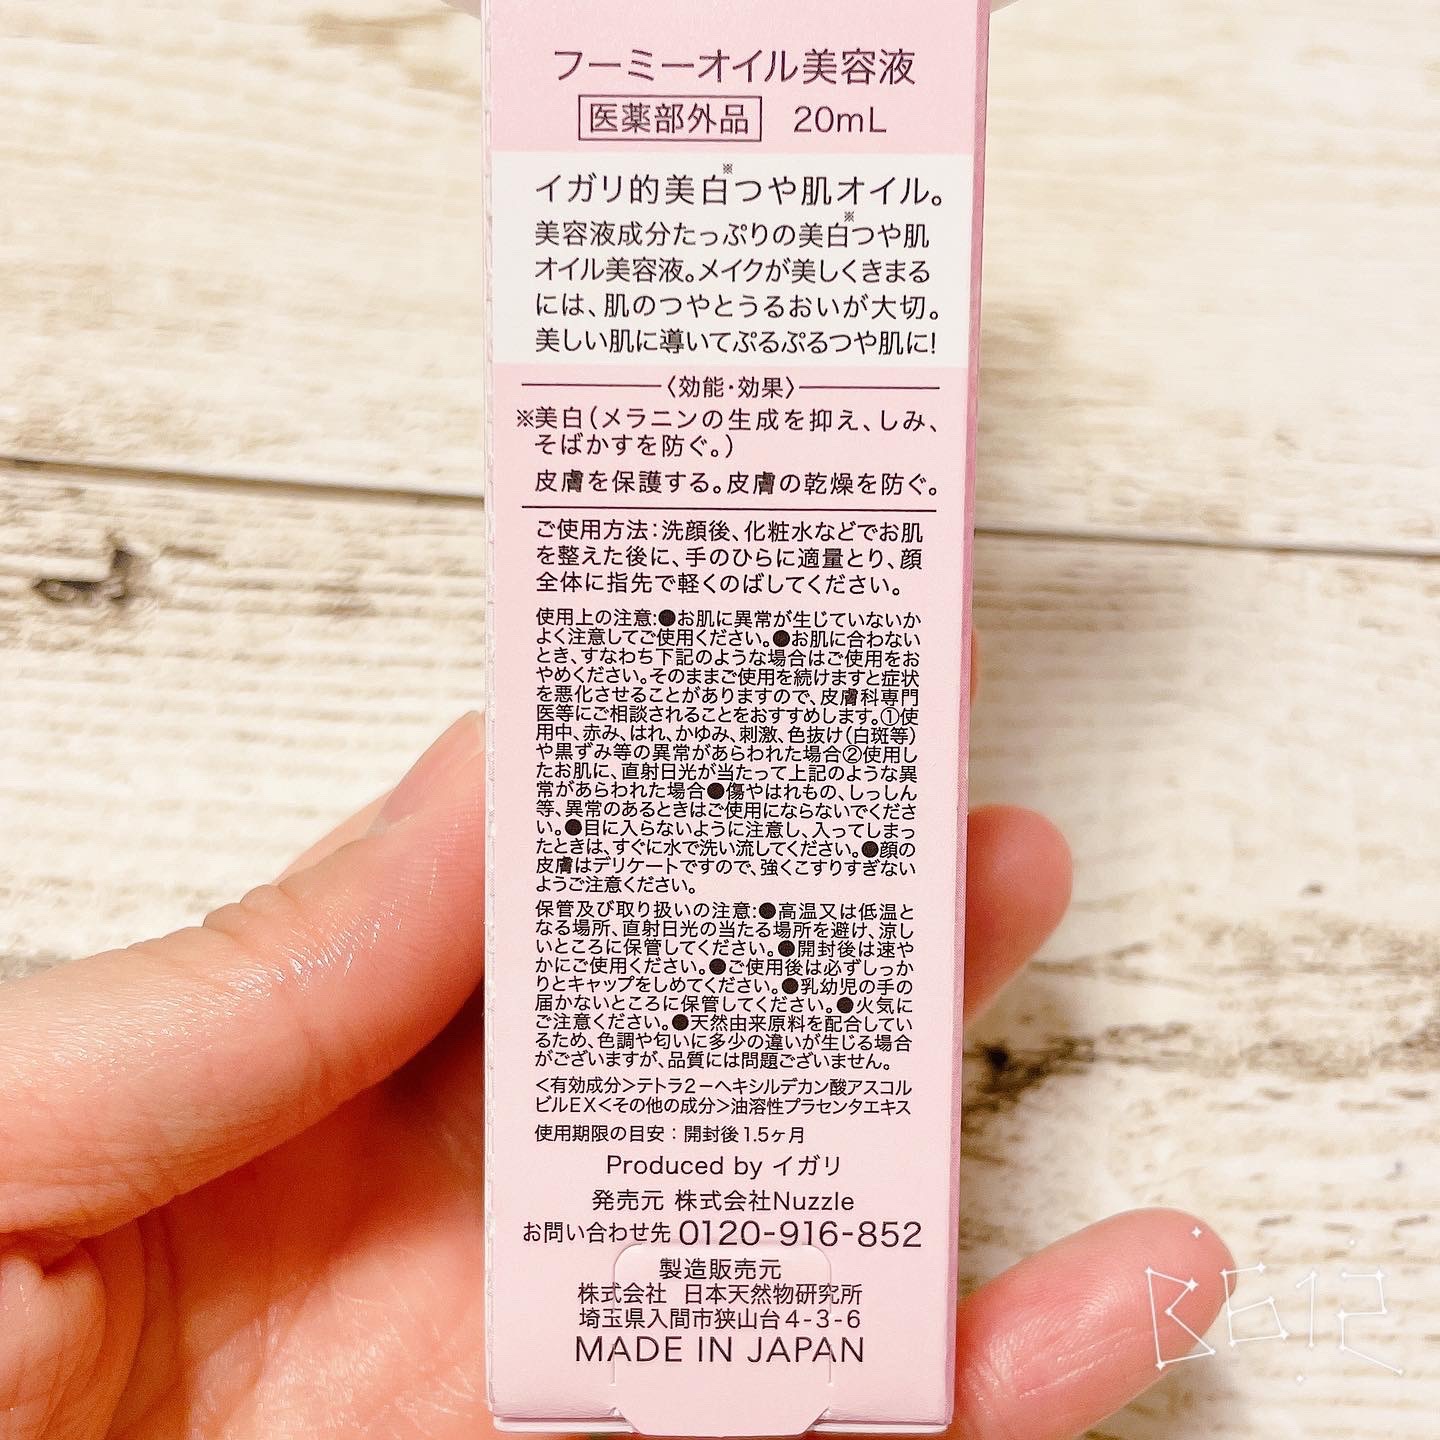 フーミーオイル美容液
医薬部外品 20mL
イガリ的美白※つや肌オイル。
美容液成分たっぷりの美白※つや肌
オイル美容液。メイクが美しくきまる
には、肌のつやとうるおいが大切。
美しい肌に導いてぷるぷるつや肌に!
〈効能・効果〉
※美白(メラニンの生成を抑え、しみ、
そばかすを防ぐ。)
皮膚を保護する。皮膚の乾燥を防ぐ。
ご使用方法:洗顔後、化粧水などでお肌
を整えた後に、手のひらに適量とり、顔
全体に指先で軽くのばしてください。
使用上の注意:●お肌に異常が生じていないか
よく注意してご使用ください。●お肌に合わない
とき、すなわち下記のような場合はご使用をお
やめください。そのままご使用を続けますと症状
を悪化させることがありますので、皮膚科専門
医等にご相談されることをおすすめします。①使
用中、赤み、はれ、かゆみ、刺激、色抜け(白斑等)
や黒ずみ等の異常があらわれた場合②使用し
たお肌に、直射日光が当たって上記のような異
常があらわれた場合●傷やはれもの、しっしん
等、異常のあるときはご使用にならないでくださ
い。●目に入らないように注意し、入ってしまっ
たときは、すぐに水で洗い流してください。●顔の
皮膚はデリケートですので、強くこすりすぎない
ようご注意ください。
保管及び取り扱いの注意:●高温又は低温と
なる場所、直射日光の当たる場所を避け、涼し
いところに保管してください。●開封後は速や
かにご使用ください。●ご使用後は必ずしっか
りとキャップをしめてください。●乳幼児の手の
届かないところに保管してください。●火気に
ご注意ください。●天然由来原料を配合してい
るため、色調や匂いに多少の違いが生じる場合
がございますが、品質には問題ございません。
<有効成分>テトラ2-ヘキシルデカン酸アスコル
ビルEX<その他の成分>油溶性プラセンタエキス
使用期限の目安:開封後1.5ヶ月
Produced by イガリ
発売元 株式会社Nuzzle
お問い合わせ先 0120-916-852
製造販売元
株式会社 日本天然物研究所
埼玉県入間市狭山台4-3-6
MADE IN JAPAN
B612